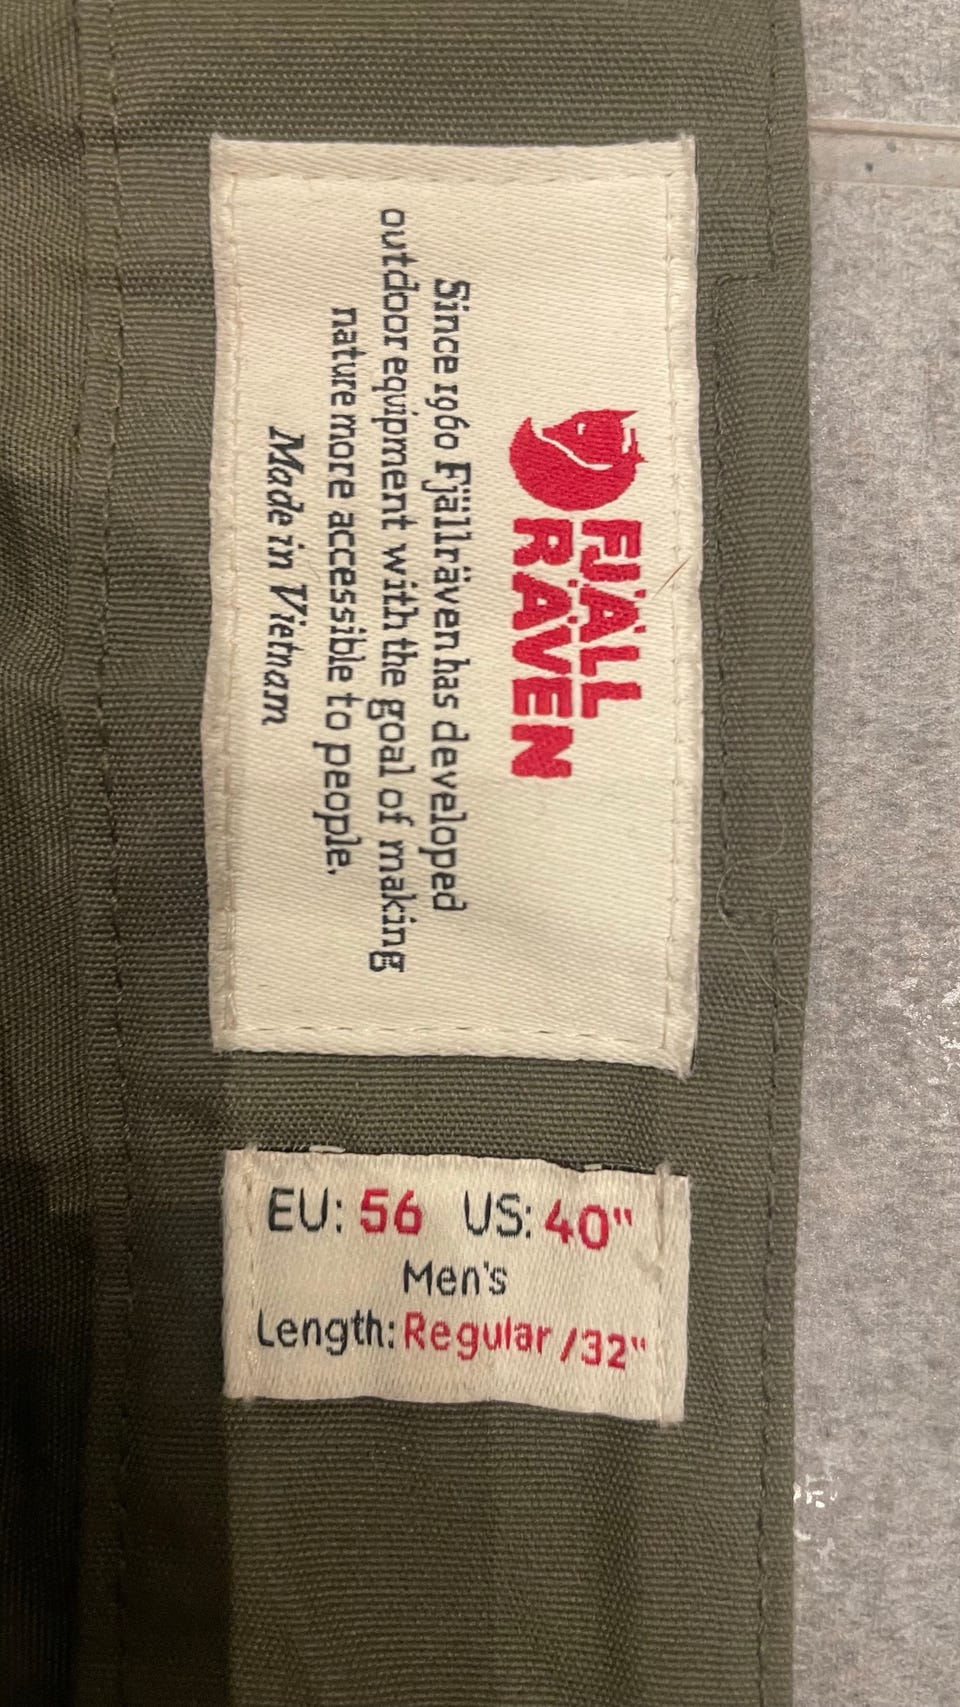 FJÄLL
RÄVEN
Since 1960 Fjällräven has developed
outdoor equipment with the goal of making
nature more accessible to people.
Made in Vietnam
EU: 56 US: 40"
Men's
Length: Regular /32"